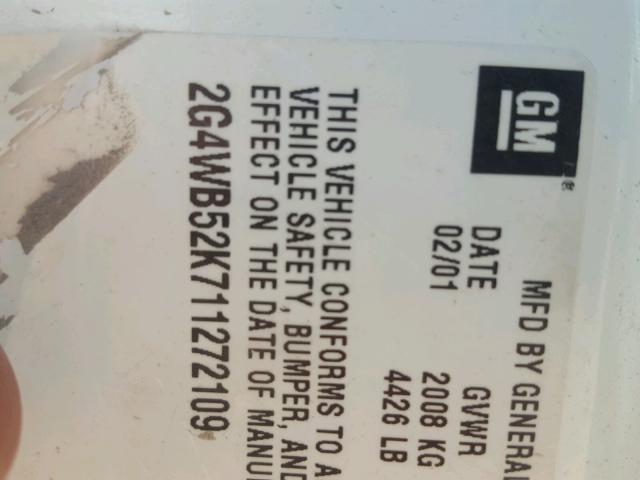 GM
®
MFD BY GENERAL
DATE GVWR
02/01 2008 KG
4426 LB
THIS VEHICLE CONFORMS TO A
VEHICLE SAFETY, BUMPER, AND
EFFECT ON THE DATE OF MANU
2G4WB52K711272109